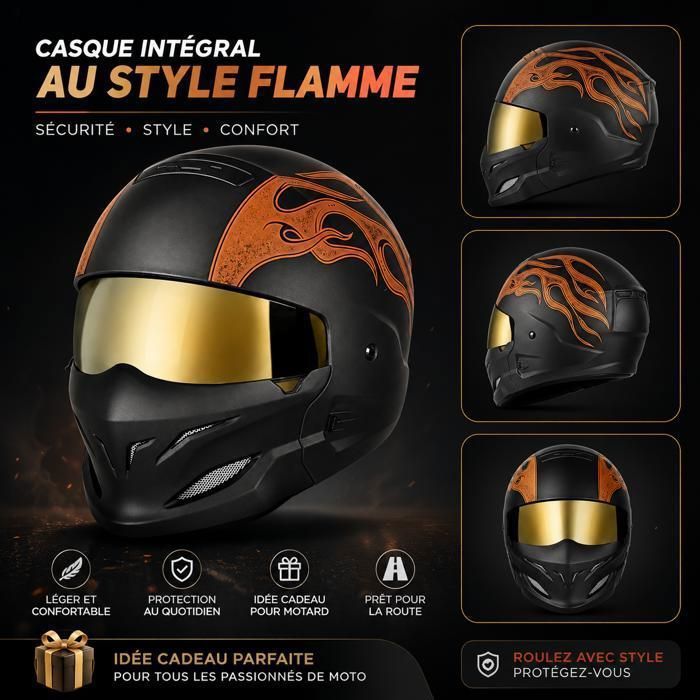 CASQUE INTÉGRAL
AU STYLE FLAMME
SÉCURITÉ • STYLE • CONFORT
LÉGER ET
CONFORTABLE
PROTECTION
AU QUOTIDIEN
IDÉE CADEAU
POUR MOTARD
PRÊT POUR
LA ROUTE
IDÉE CADEAU PARFAITE
POUR TOUS LES PASSIONNÉS DE MOTO
ROULEZ AVEC STYLE
PROTÉGEZ-VOUS